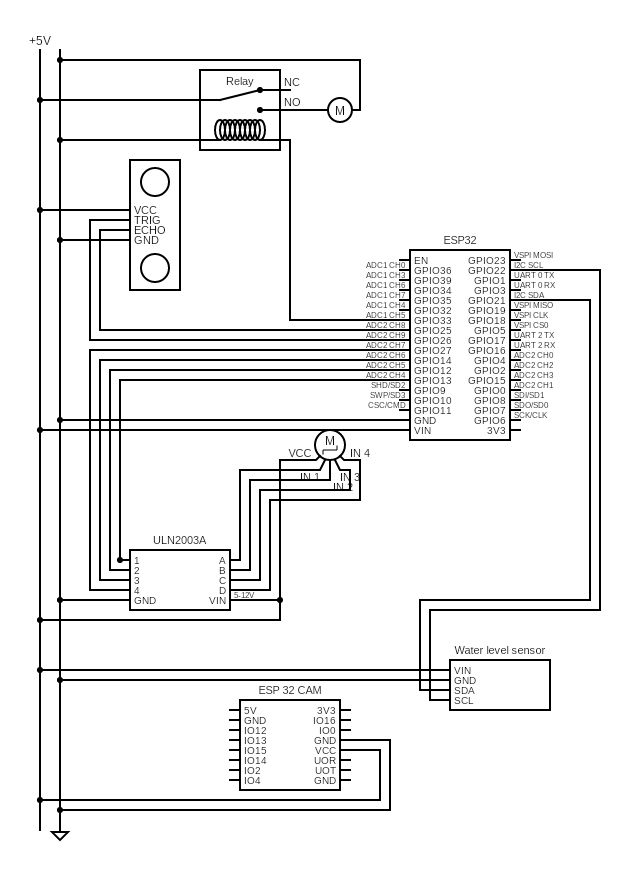 +5V
Relay
NC
NO
M
VCC
TRIG
ECHO
GND
ESP32
ADC1 CH0
ADC1 CH3
ADC1 CH6
ADC1 CH7
ADC1 CH4
ADC1 CH5
ADC2 CH8
ADC2 CH9
ADC2 CH7
ADC2 CH6
ADC2 CH5
ADC2 CH4
SHD/SD2
SWP/SD3
CSC/CMD
EN
GPIO36
GPIO39
GPIO34
GPIO35
GPIO32
GPIO33
GPIO25
GPIO26
GPIO27
GPIO14
GPIO12
GPIO13
GPIO9
GPIO10
GPIO11
GND
VIN
GPIO23
GPIO22
GPIO1
GPIO3
GPIO21
GPIO19
GPIO18
GPIO5
GPIO17
GPIO16
GPIO4
GPIO2
GPIO15
GPIO0
GPIO8
GPIO7
GPIO6
3V3
VSPI MOSI
I2C SCL
UART 0 TX
UART 0 RX
I2C SDA
VSPI MISO
VSPI CLK
VSPI CS0
UART 2 TX
UART 2 RX
ADC2 CH0
ADC2 CH2
ADC2 CH3
ADC2 CH1
SDI/SD1
SDO/SD0
SCK/CLK
M
VCC
IN 4
IN 1
IN 3
IN 2
ULN2003A
1
2
3
4
GND
A
B
C
D
VIN
5-12V
Water level sensor
VIN
GND
SDA
SCL
ESP 32 CAM
5V
GND
IO12
IO13
IO15
IO14
IO2
IO4
3V3
IO16
IO0
GND
VCC
UOR
UOT
GND